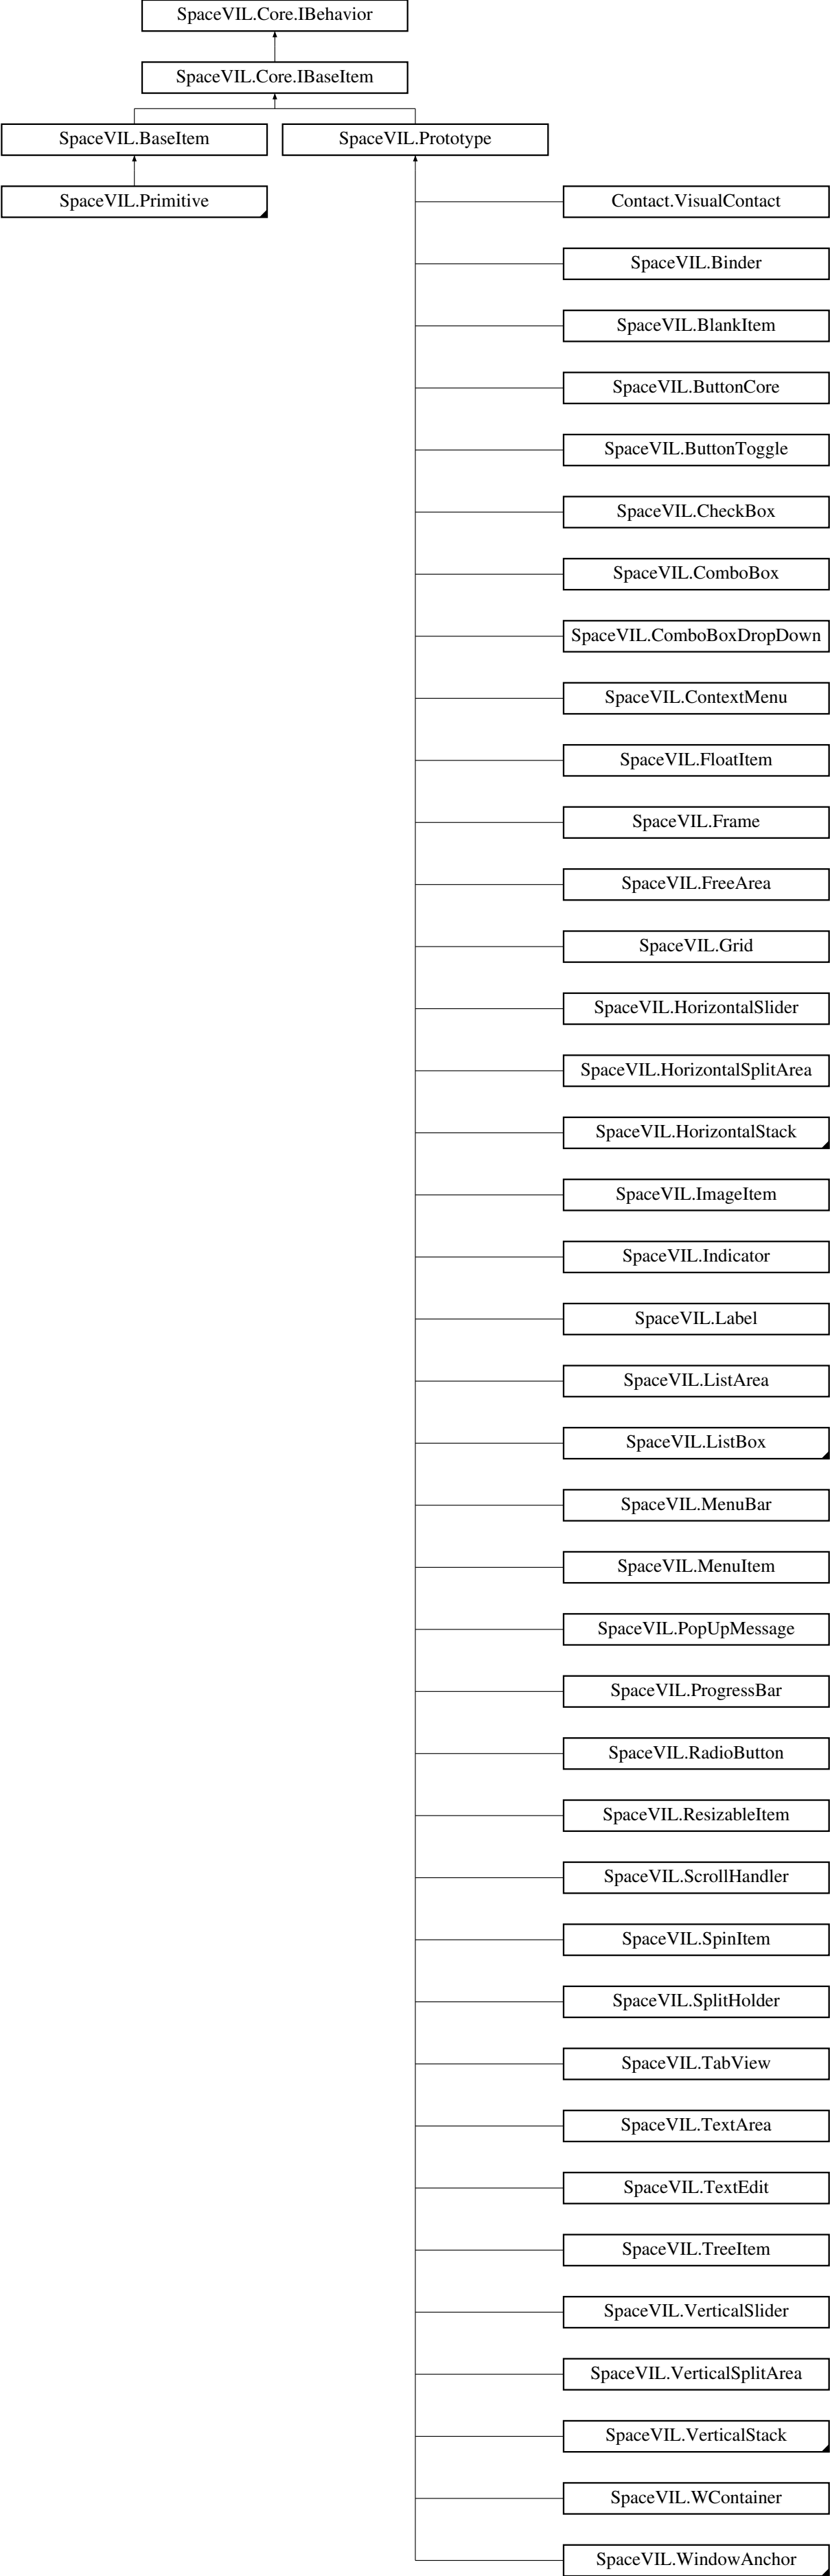 SpaceVIL.Core.IBehavior
SpaceVIL.Core.IBaseItem
SpaceVIL.BaseItem
SpaceVIL.Prototype
SpaceVIL.Primitive
Contact.VisualContact
SpaceVIL.Binder
SpaceVIL.BlankItem
SpaceVIL.ButtonCore
SpaceVIL.ButtonToggle
SpaceVIL.CheckBox
SpaceVIL.ComboBox
SpaceVIL.ComboBoxDropDown
SpaceVIL.ContextMenu
SpaceVIL.FloatItem
SpaceVIL.Frame
SpaceVIL.FreeArea
SpaceVIL.Grid
SpaceVIL.HorizontalSlider
SpaceVIL.HorizontalSplitArea
SpaceVIL.HorizontalStack
SpaceVIL.ImageItem
SpaceVIL.Indicator
SpaceVIL.Label
SpaceVIL.ListArea
SpaceVIL.ListBox
SpaceVIL.MenuBar
SpaceVIL.MenuItem
SpaceVIL.PopUpMessage
SpaceVIL.ProgressBar
SpaceVIL.RadioButton
SpaceVIL.ResizableItem
SpaceVIL.ScrollHandler
SpaceVIL.SpinItem
SpaceVIL.SplitHolder
SpaceVIL.TabView
SpaceVIL.TextArea
SpaceVIL.TextEdit
SpaceVIL.TreeItem
SpaceVIL.VerticalSlider
SpaceVIL.VerticalSplitArea
SpaceVIL.VerticalStack
SpaceVIL.WContainer
SpaceVIL.WindowAnchor